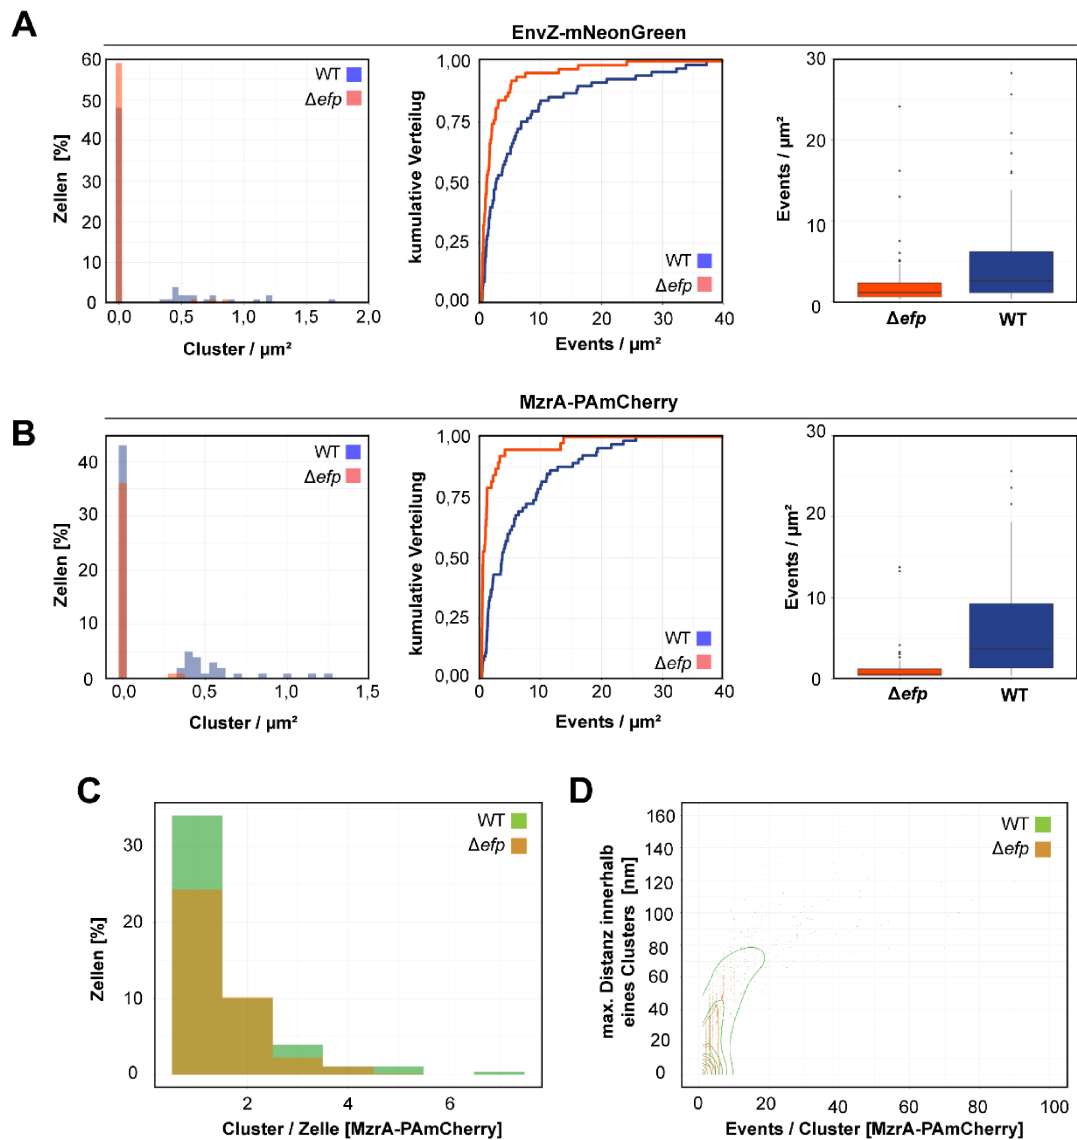 A
EnvZ-mNeonGreen
Zellen [%]
60
50
40
30
20
10
0
0,0 0,5 1,0 1,5 2,0
Cluster / µm²
WT
Δefp
kumulative Verteilug
1,00
0,75
0,50
0,25
0,00
0 10 20 30 40
Events / µm²
WT
Δefp
Events / µm²
30
20
10
0
Δefp WT
MzrA-PAmCherry
B
Zellen [%]
40
30
20
10
0
0,0 0,5 1,0 1,5
Cluster / µm²
WT
Δefp
kumulative Verteilung
1,00
0,75
0,50
0,25
0,00
0 10 20 30 40
Events / µm²
WT
Δefp
Events / µm²
30
20
10
0
Δefp WT
C
Zellen [%]
30
20
10
0
2 4 6
Cluster / Zelle [MzrA-PAmCherry]
WT
Δefp
D
max. Distanz innerhalb
eines Clusters [nm]
160
140
120
100
80
60
40
20
0
0 20 40 60 80 100
Events / Cluster [MzrA-PAmCherry]
WT
Δefp